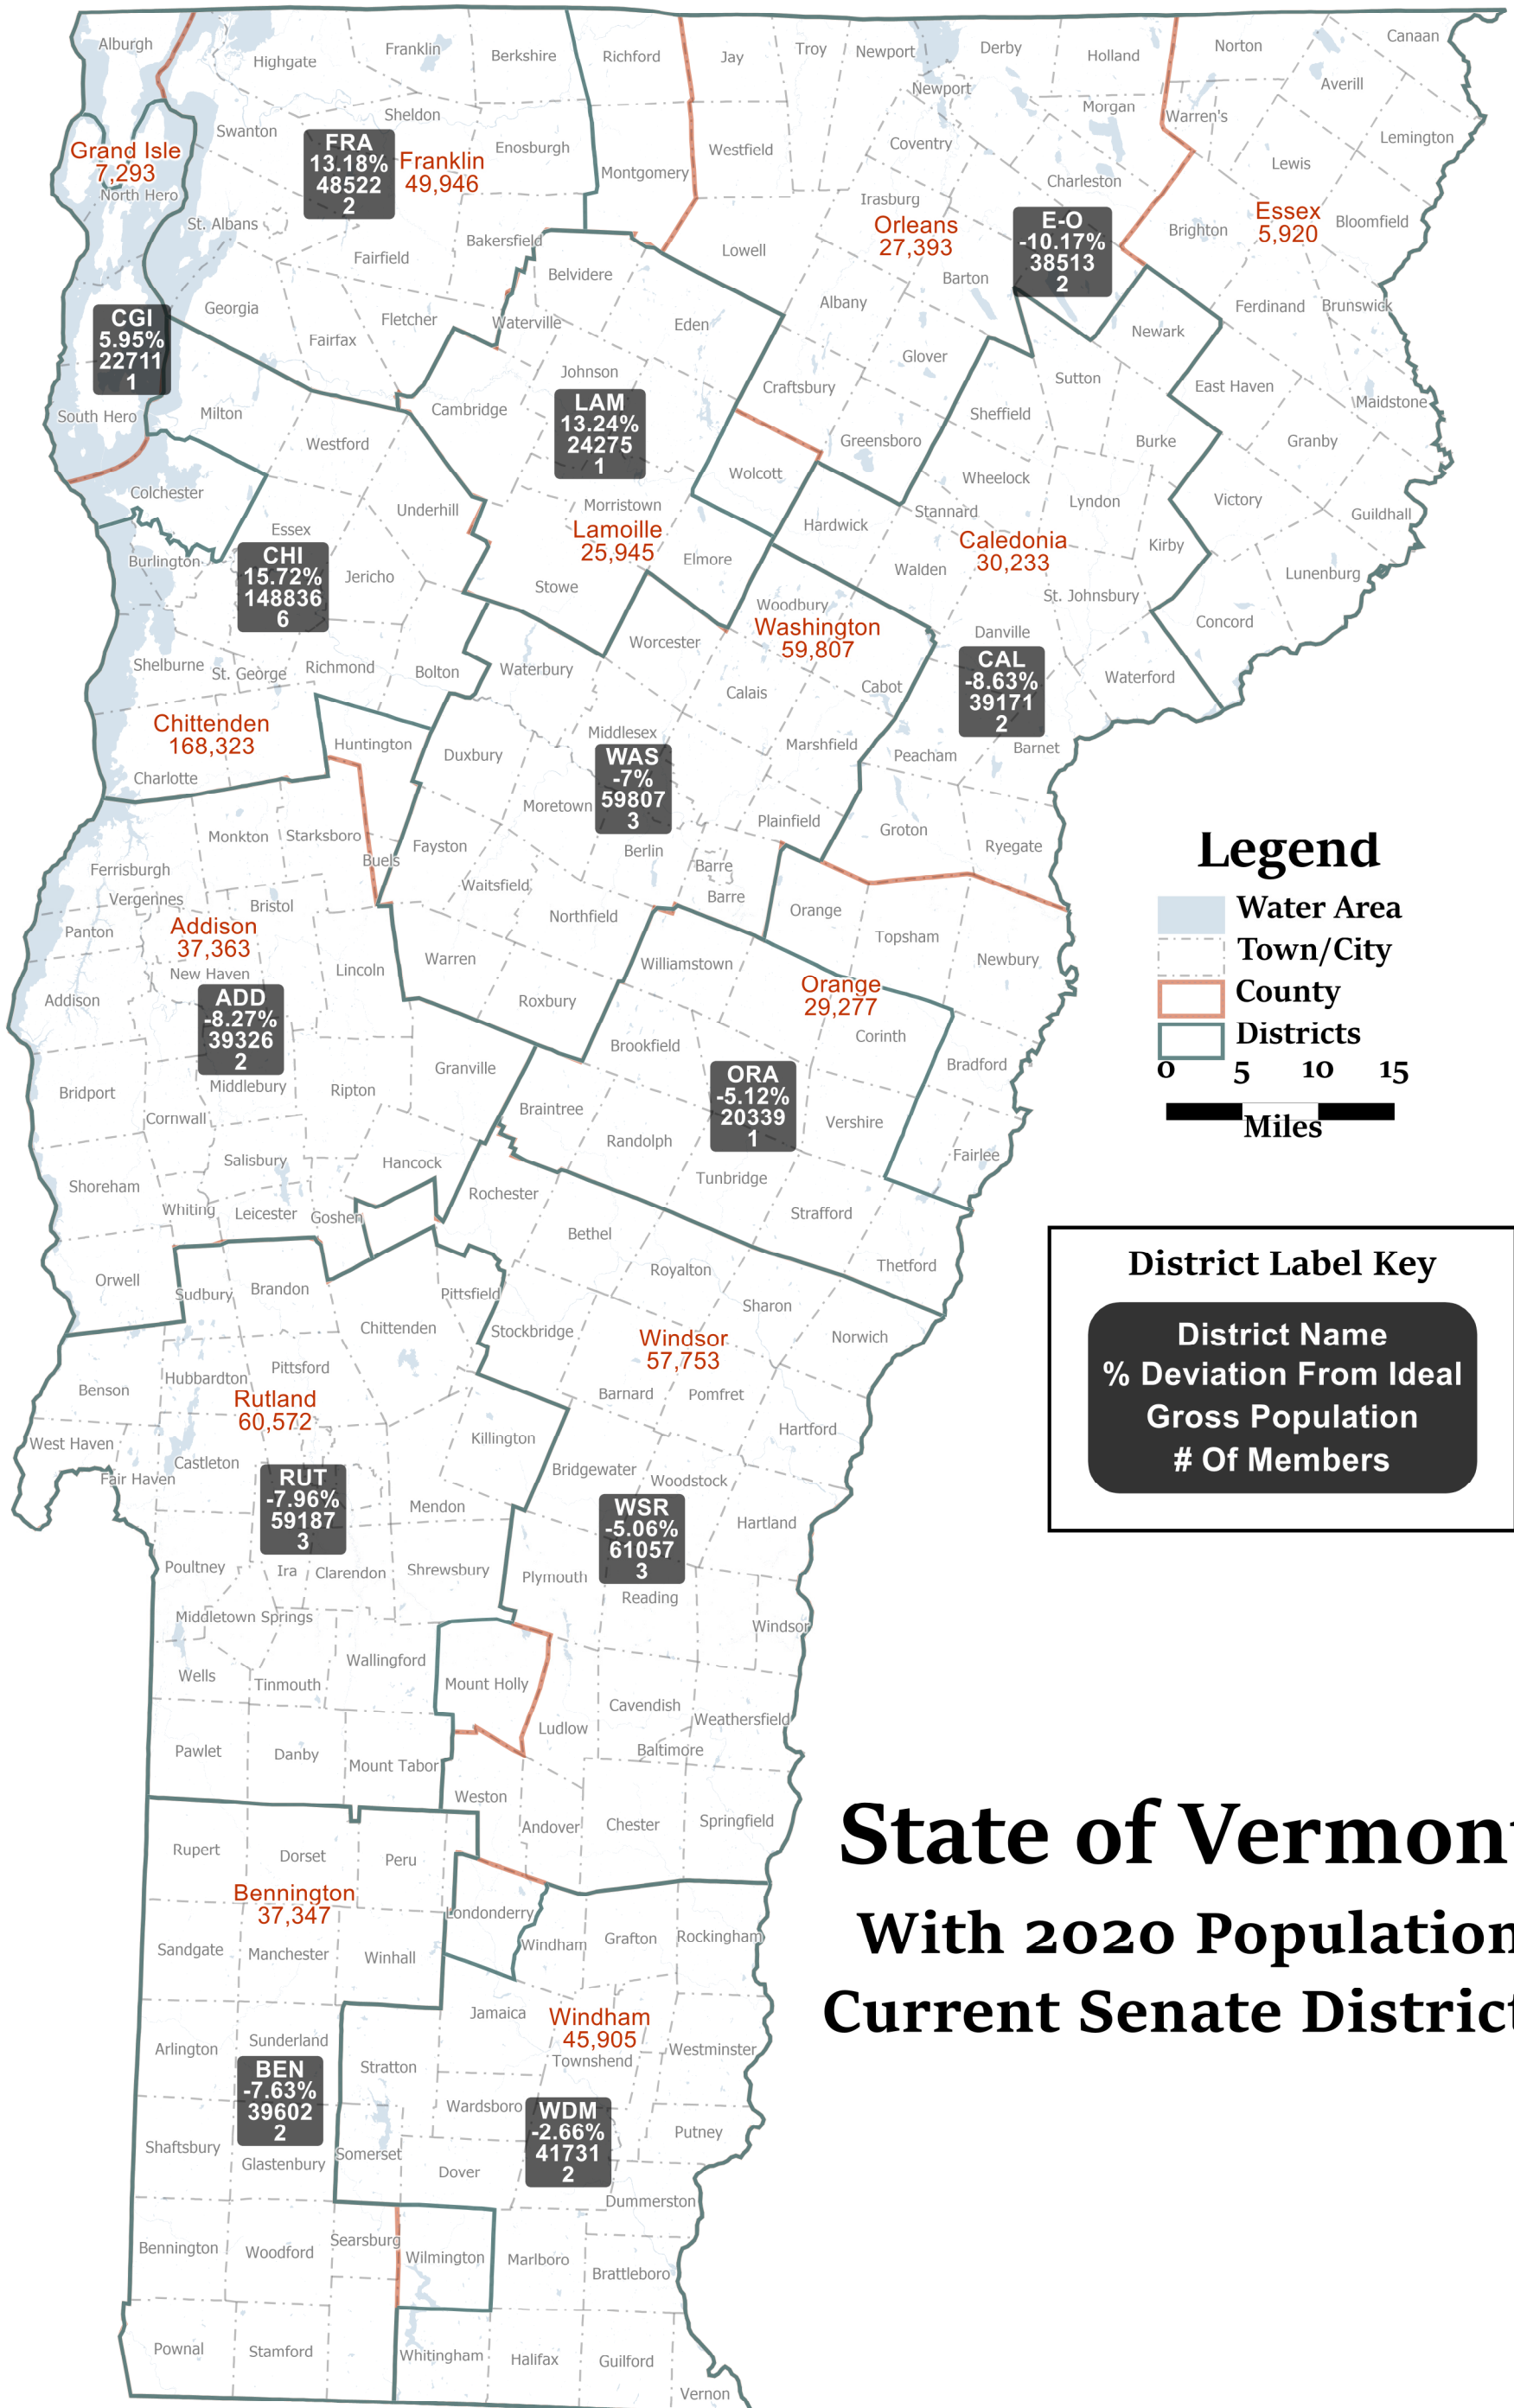 Alburgh
Highgate
Franklin
Berkshire
Richford
Jay
Troy
Newport
Derby
Holland
Norton
Canaan
Averill
Newport
Morgan
Warren's
Lemington
Swanton
Sheldon
Enosburgh
Montgomery
Westfield
Coventry
Charleston
Lewis
Grand Isle
7,293
North Hero
FRA
13.18%
48522
2
Franklin
49,946
St. Albans
Fairfield
Bakersfield
Lowell
Irasburg
Orleans
27,393
E-O
-10.17%
38513
2
Brighton
Essex
5,920
Bloomfield
Belvidere
Barton
CGI
5.95%
22711
1
Georgia
Fairfax
Fletcher
Waterville
Eden
Albany
Glover
Newark
Ferdinand
Brunswick
Johnson
Craftsbury
Sutton
East Haven
Maidstone
South Hero
Milton
Westford
Cambridge
LAM
13.24%
24275
1
Greensboro
Sheffield
Burke
Granby
Wolcott
Wheelock
Colchester
Underhill
Morristown
Lamoille
25,945
Elmore
Hardwick
Stannard
Lyndon
Victory
Guildhall
Essex
Burlington
CHI
15.72%
148836
6
Jericho
Stowe
Caledonia
30,233
Walden
Kirby
Lunenburg
St. Johnsbury
Woodbury
Washington
59,807
Worcester
Danville
CAL
-8.63%
39171
2
Concord
Shelburne
St. George
Richmond
Bolton
Waterbury
Calais
Cabot
Waterford
Chittenden
168,323
Huntington
Duxbury
Middlesex
WAS
-7%
59807
3
Marshfield
Peacham
Barnet
Charlotte
Moretown
Plainfield
Groton
Ryegate
Monkton
Starksboro
Buels
Fayston
Berlin
Barre
Barre
Ferrisburgh
Vergennes
Bristol
Waitsfield
Northfield
Orange
Topsham
Newbury
Addison
37,363
Panton
New Haven
Lincoln
Warren
Williamstown
Orange
29,277
Addison
ADD
-8.27%
39326
2
Roxbury
Brookfield
Corinth
Bradford
Granville
Bridport
Middlebury
Ripton
Braintree
ORA
-5.12%
20339
1
Vershire
Cornwall
Randolph
Fairlee
Salisbury
Hancock
Tunbridge
Shoreham
Whiting
Leicester
Goshen
Rochester
Strafford
Bethel
Thetford
Orwell
Sudbury
Brandon
Pittsfield
Royalton
Sharon
Chittenden
Stockbridge
Windsor
57,753
Norwich
Benson
Hubbardton
Pittsford
Rutland
60,572
Barnard
Pomfret
Hartford
West Haven
Castleton
Fair Haven
Killington
Bridgewater
Woodstock
RUT
-7.96%
59187
3
Mendon
WSR
-5.06%
61057
3
Hartland
Poultney
Ira
Clarendon
Shrewsbury
Plymouth
Reading
Middletown Springs
Windsor
Wells
Tinmouth
Wallingford
Mount Holly
Cavendish
Ludlow
Weathersfield
Baltimore
Pawlet
Danby
Mount Tabor
Weston
Andover
Chester
Springfield
Rupert
Dorset
Peru
Bennington
37,347
Londonderry
Sandgate
Manchester
Winhall
Windham
Grafton
Rockingham
Jamaica
Windham
45,905
Townshend
Westminster
Arlington
Sunderland
BEN
-7.63%
39602
2
Stratton
Wardsboro
WDM
-2.66%
41731
2
Putney
Shaftsbury
Glastenbury
Somerset
Dover
Dummerston
Bennington
Woodford
Searsburg
Wilmington
Marlboro
Brattleboro
Pownal
Stamford
Whitingham
Halifax
Guilford
Vernon
Legend
Water Area
Town/City
County
Districts
0 5 10 15
Miles
District Label Key
District Name
% Deviation From Ideal
Gross Population
# Of Members
State of Vermont
With 2020 Population
Current Senate District